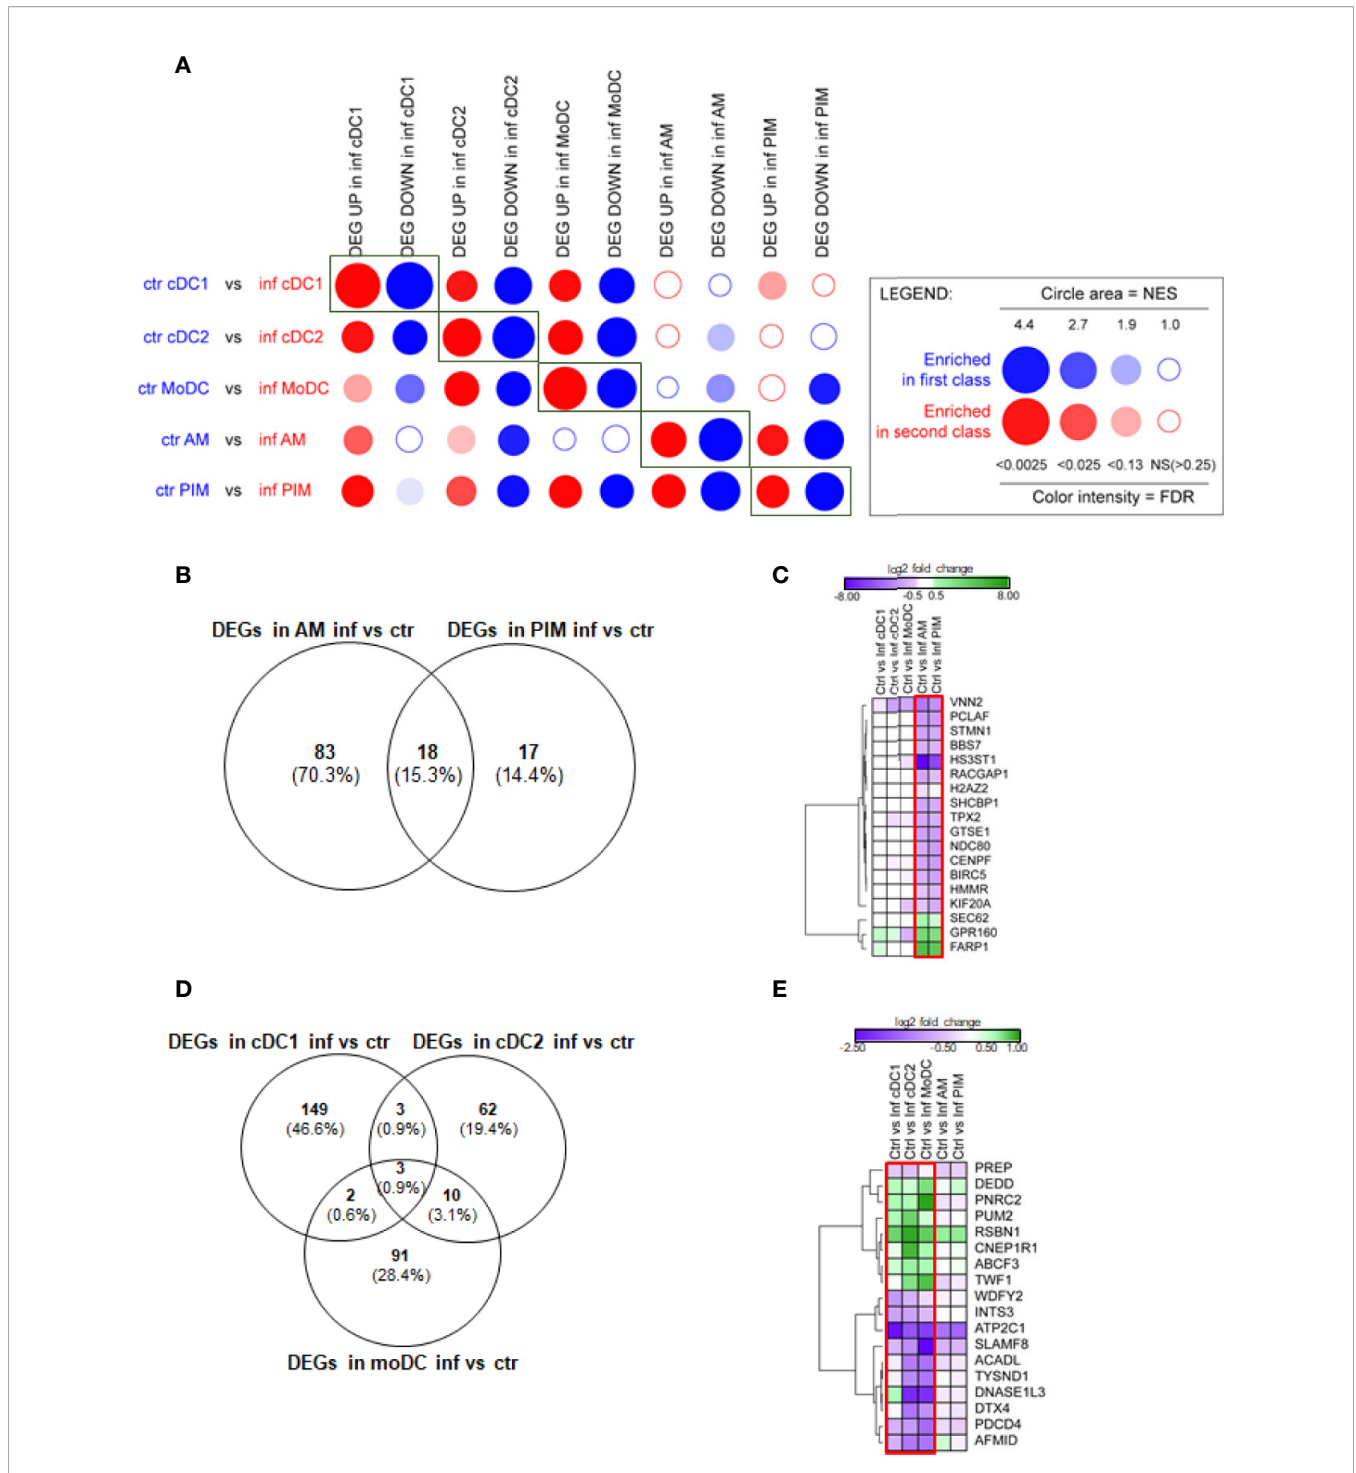 A
DEG UP in inf cDC1
DEG DOWN in inf cDC1
DEG UP in inf cDC2
DEG DOWN in inf cDC2
DEG UP in inf MoDC
DEG DOWN in inf MoDC
DEG UP in inf AM
DEG DOWN in inf AM
DEG UP in inf PIM
DEG DOWN in inf PIM
ctr cDC1 vs inf cDC1
ctr cDC2 vs inf cDC2
ctr MoDC vs inf MoDC
ctr AM vs inf AM
ctr PIM vs inf PIM
LEGEND: Circle area = NES
4.4 2.7 1.9 1.0
Enriched
in first class
Enriched
in second class
<0.0025 <0.025 <0.13 NS(>0.25)
Color intensity = FDR
B
DEGs in AM inf vs ctr DEGs in PIM inf vs ctr
83 18 17
(70.3%) (15.3%) (14.4%)
C
log2 fold change
-8.00 -0.5 0.5 8.00
Ctrl vs Inf cDC1
Ctrl vs Inf cDC2
Ctrl vs Inf MoDC
Ctrl vs Inf AM
Ctrl vs Inf PIM
VNN2
PCLAF
STMN1
BBS7
HS3ST1
RACGAP1
H2AZ2
SHCBP1
TPX2
GTSE1
NDC80
CENPF
BIRC5
HMMR
KIF20A
SEC62
GPR160
FARP1
D
DEGs in cDC1 inf vs ctr DEGs in cDC2 inf vs ctr
149 3 62
(46.6%) (0.9%) (19.4%)
3
(0.9%)
2 10
(0.6%) (3.1%)
91
(28.4%)
DEGs in moDC inf vs ctr
E
log2 fold change
-2.50 -0.50 0.50 1.00
Ctrl vs Inf cDC1
Ctrl vs Inf cDC2
Ctrl vs Inf MoDC
Ctrl vs Inf AM
Ctrl vs Inf PIM
PREP
DEDD
PNRC2
PUM2
RSBN1
CNEP1R1
ABCF3
TWF1
WDFY2
INTS3
ATP2C1
SLAMF8
ACADL
TYSND1
DNASE1L3
DTX4
PDCD4
AFMID